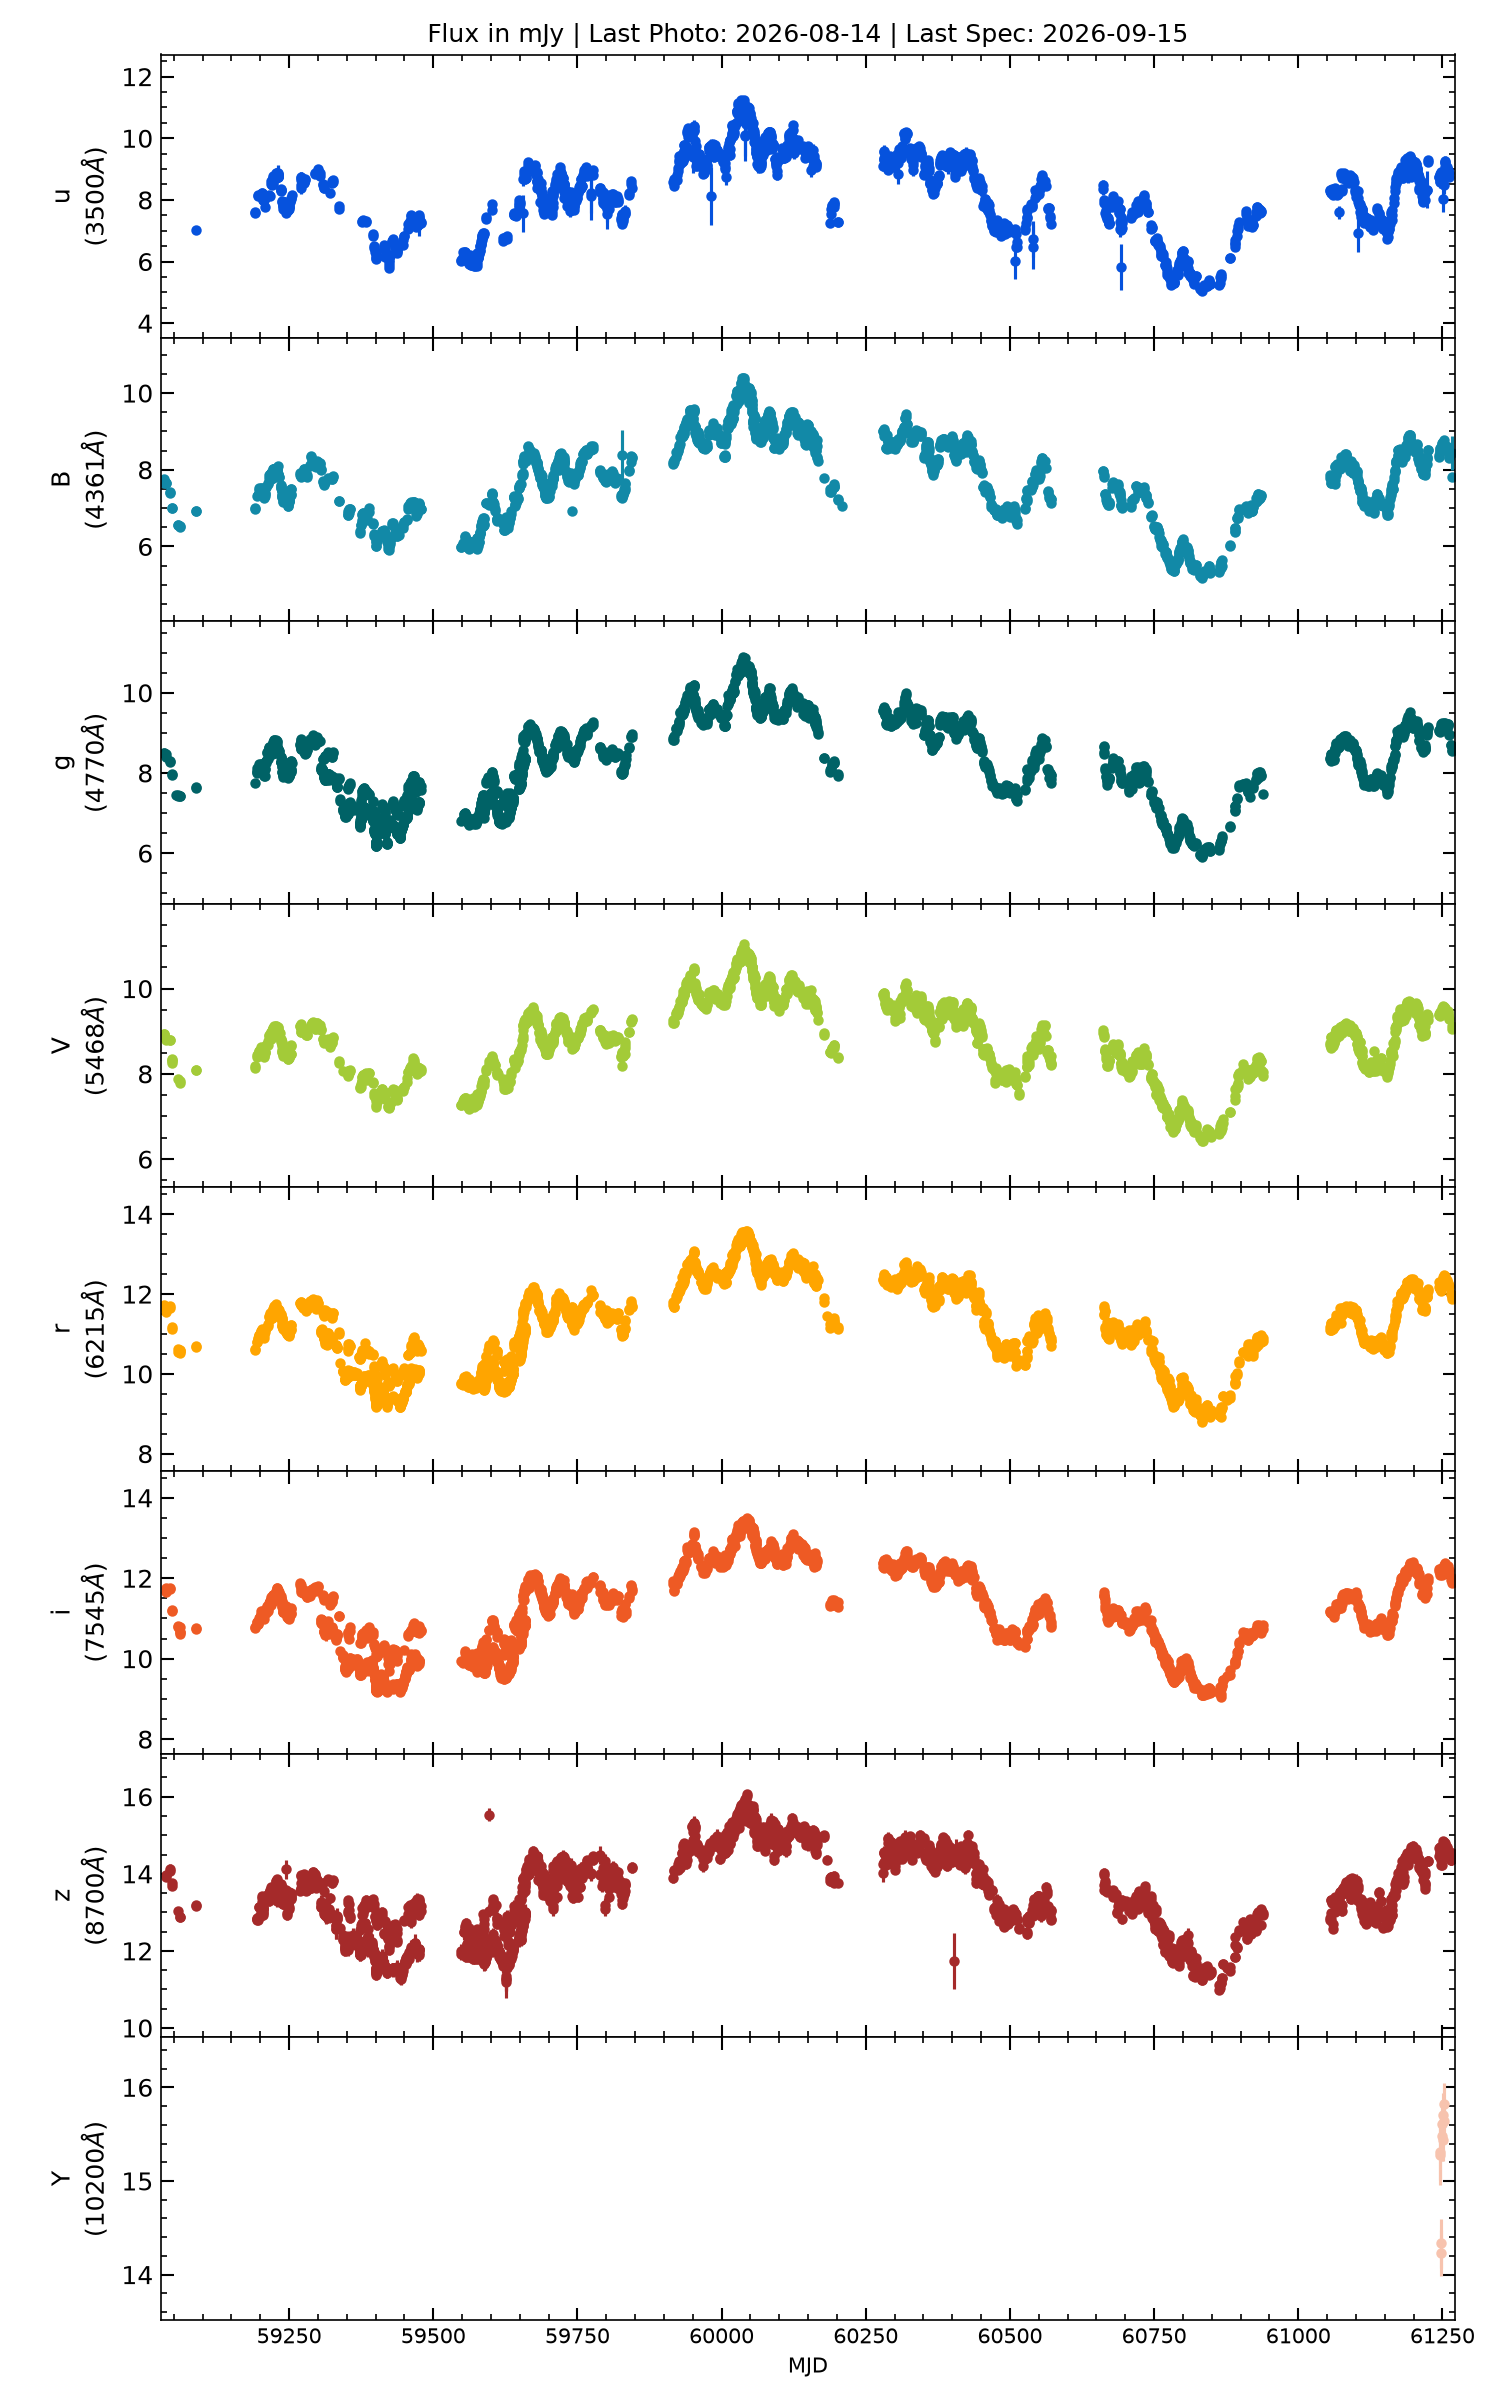 Flux in mJy | Last Photo: 2026-08-14 | Last Spec: 2026-09-15
12
10
8
6
4
u
(3500Å)
10
8
6
B
(4361Å)
10
8
6
g
(4770Å)
10
8
6
V
(5468Å)
14
12
10
8
r
(6215Å)
14
12
10
8
i
(7545Å)
16
14
12
10
z
(8700Å)
16
15
14
Y
(10200Å)
59250 59500 59750 60000 60250 60500 60750 61000 61250
MJD